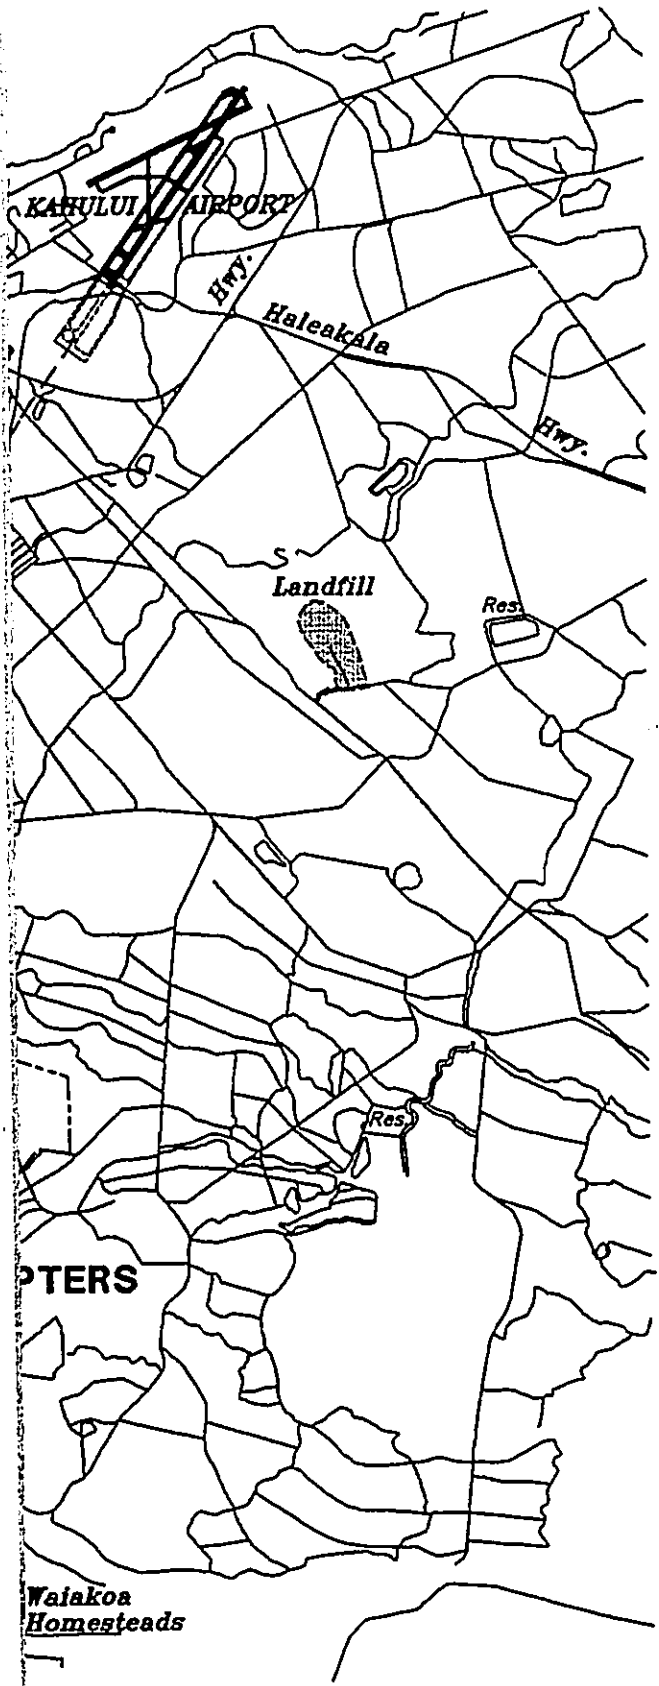 KAHULUI AIRPORT
Hwy.
Haleakala
Hwy.
Landfill
Res.
Res.
PTERS
Waiakoa
Homesteads